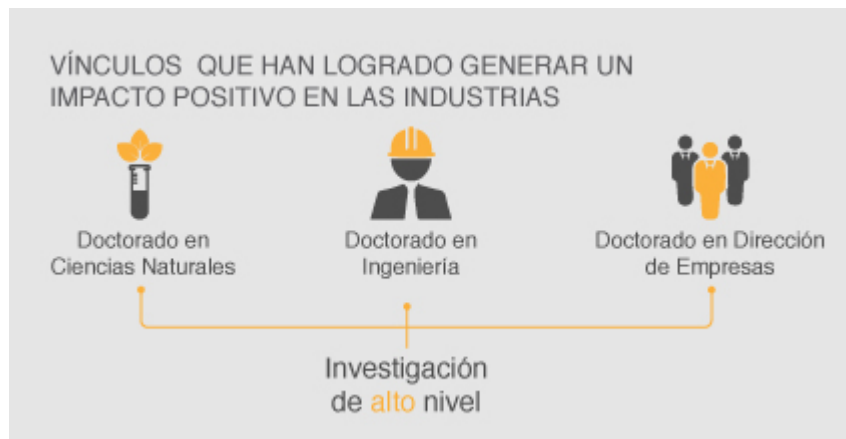 VÍNCULOS QUE HAN LOGRADO GENERAR UN
IMPACTO POSITIVO EN LAS INDUSTRIAS
Doctorado en
Ciencias Naturales
Doctorado en
Ingeniería
Doctorado en Dirección
de Empresas
Investigación
de alto nivel